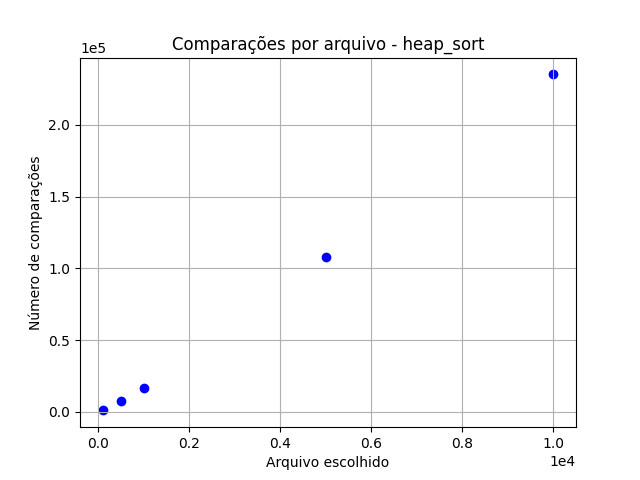 Comparações por arquivo - heap_sort
1e5
2.0
1.5
1.0
0.5
0.0
Número de comparações
0.0 0.2 0.4 0.6 0.8 1.0
1e4
Arquivo escolhido